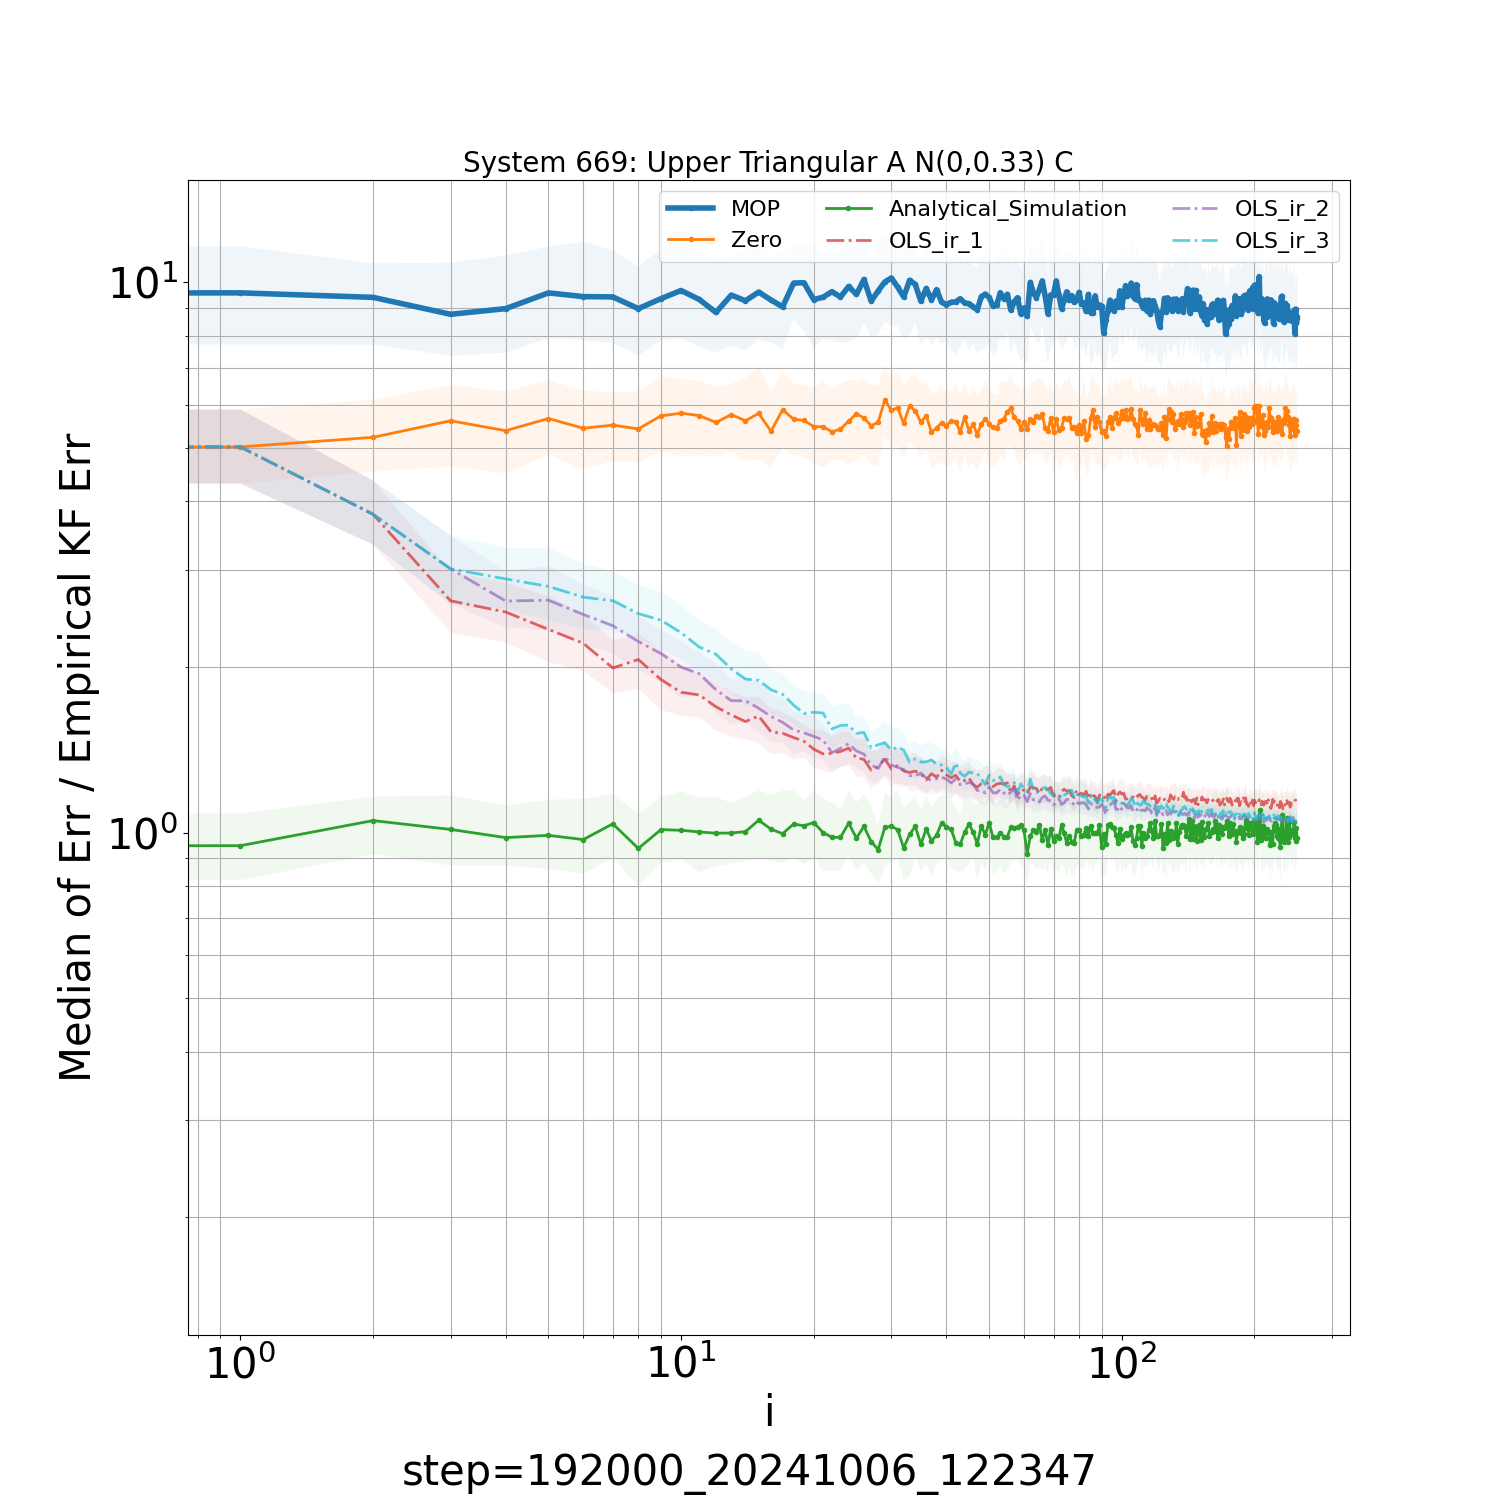 System 669: Upper Triangular A N(0,0.33) C
MOP
Zero
Analytical_Simulation
OLS_ir_1
OLS_ir_2
OLS_ir_3
Median of Err / Empirical KF Err
10¹
10⁰
10⁰ 10¹ 10²
i
step=192000_20241006_122347